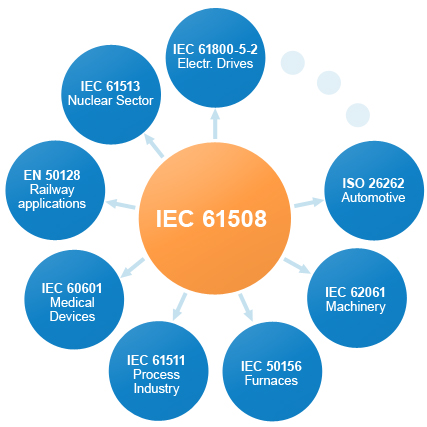 IEC 61800-5-2
Electr. Drives
IEC 61513
Nuclear Sector
EN 50128
Railway
applications
ISO 26262
Automotive
IEC 61508
IEC 60601
Medical
Devices
IEC 62061
Machinery
IEC 61511
Process
Industry
IEC 50156
Furnaces